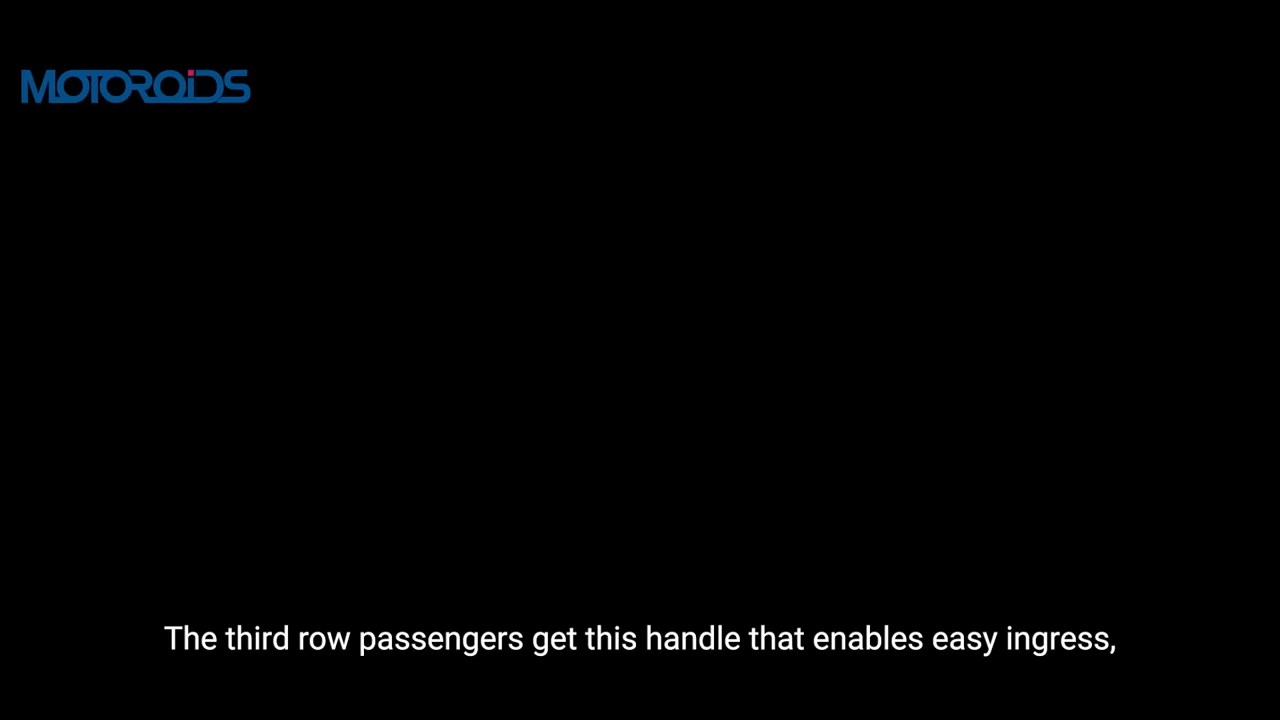 MOTOROiDS
The third row passengers get this handle that enables easy ingress,